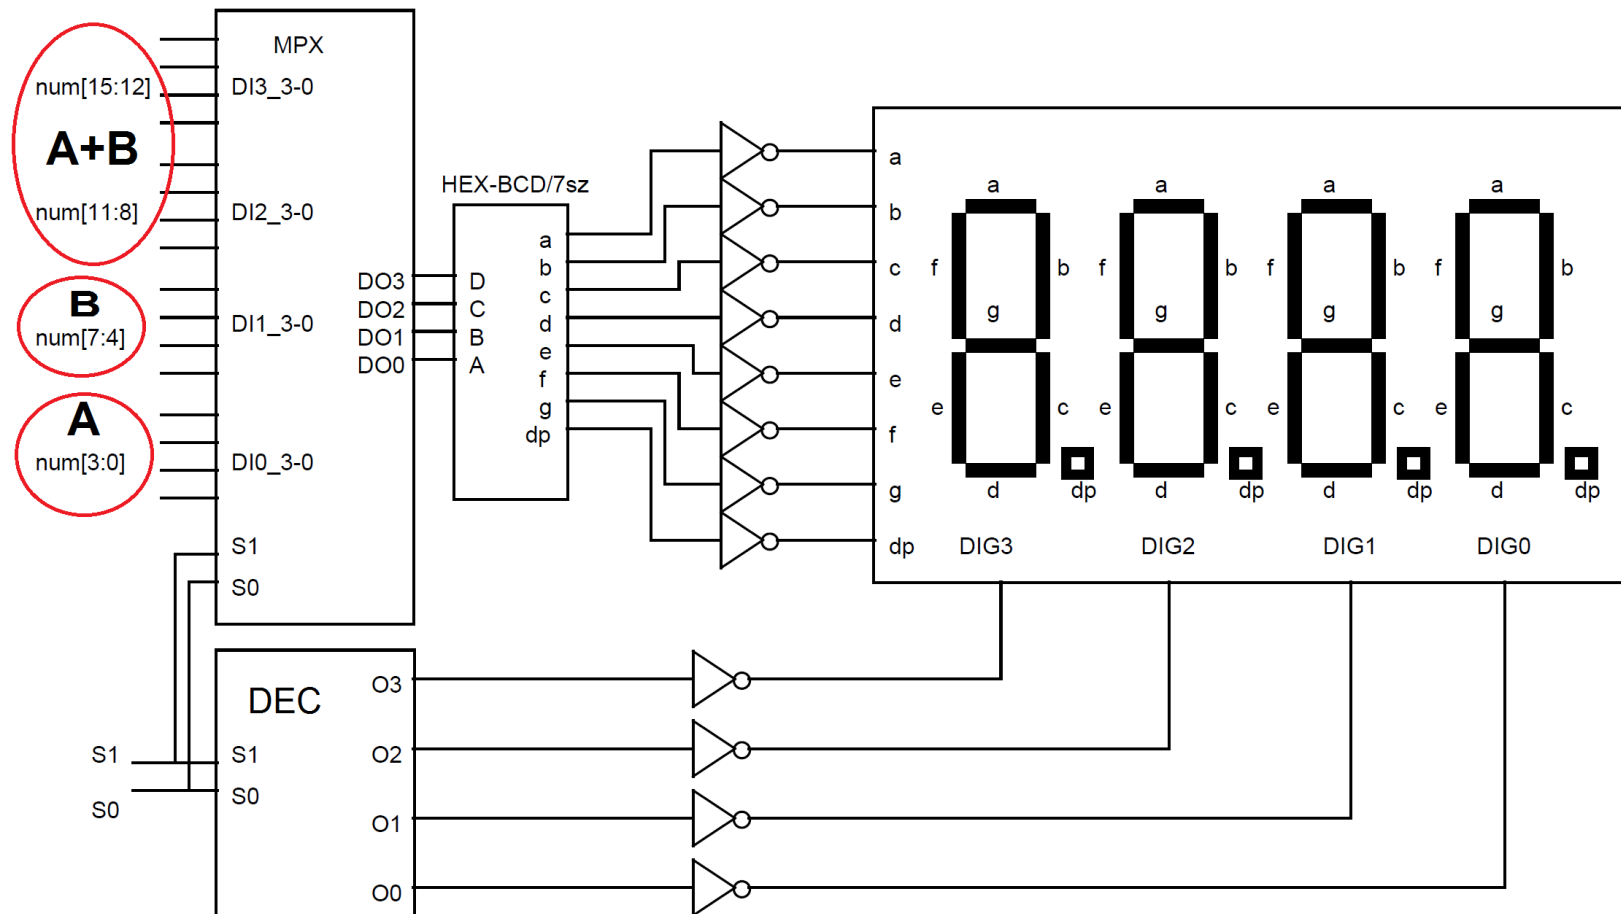 MPX
num[15:12]
DI3_3-0
A+B
num[11:8]
DI2_3-0
B
num[7:4]
DI1_3-0
A
num[3:0]
DI0_3-0
DO3
DO2
DO1
DO0
S1
S0
HEX-BCD/7sz
D
C
B
A
a
b
c
d
e
f
g
dp
a
b
c
d
e
f
g
dp
a a a a
f b f b f b f b
g g g g
e c e c e c e c
d dp d dp d dp d dp
DIG3 DIG2 DIG1 DIG0
DEC
S1 S1
S0 S0
O3
O2
O1
O0